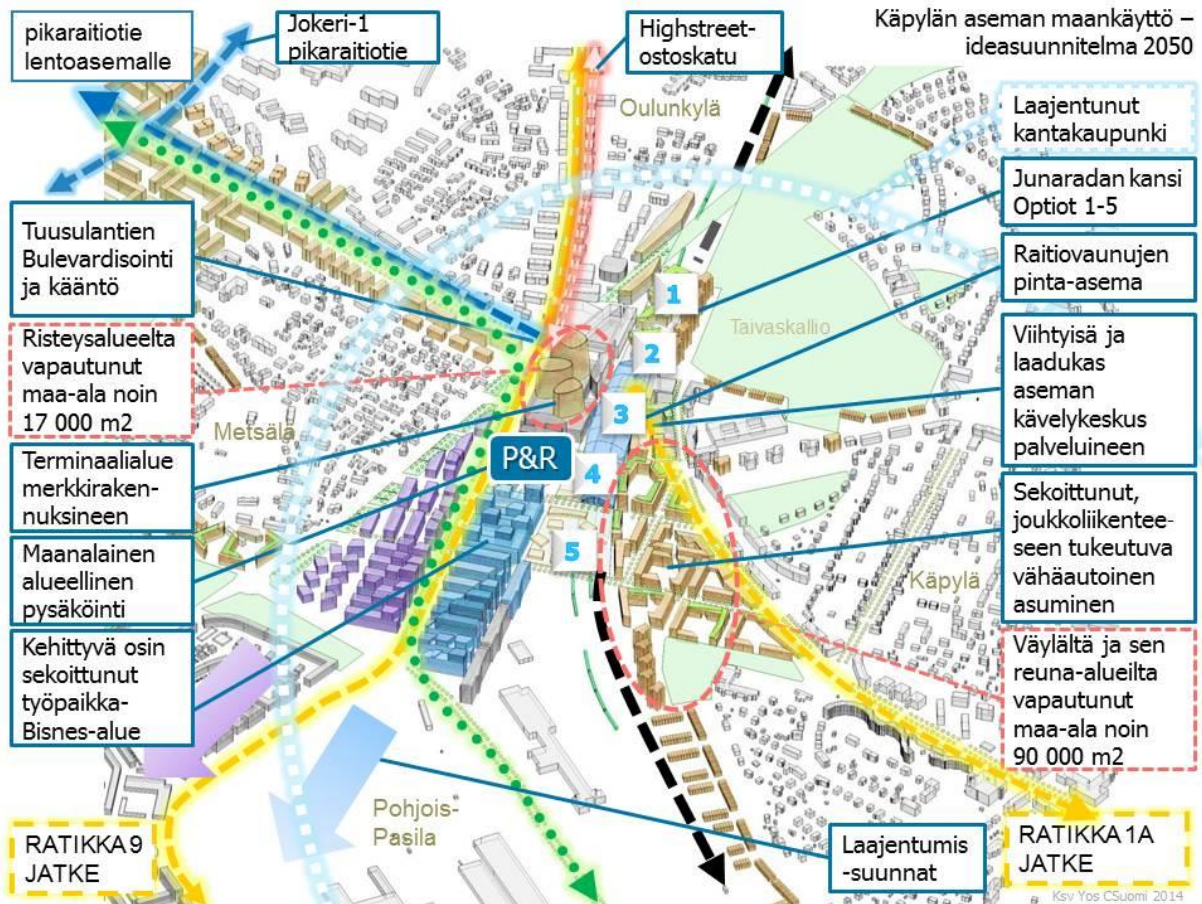 Käpylän aseman maankäyttö –
ideasuunnitelma 2050
pikaraitiotie
lentoasemalle
Jokeri-1
pikaraitiotie
Highstreet-
ostoskatu
Oulunkylä
Laajentunut
kantakaupunki
Junaradan kansi
Optiot 1-5
Raitiovaunujen
pinta-asema
Viihtyisä ja
laadukas
aseman
kävelykeskus
palveluineen
Sekoittunut,
joukkoliikentee-
seen tukeutuva
vähäautoinen
asuminen
Väylältä ja sen
reuna-alueilta
vapautunut
maa-ala noin
90 000 m2
Tuusulantien
Bulevardisointi
ja kääntö
Risteysalueelta
vapautunut
maa-ala noin
17 000 m2
Terminaalialue
merkkiraken-
nuksineen
Maanalainen
alueellinen
pysäköinti
Kehittyvä osin
sekoittunut
työpaikka-
Bisnes-alue
Taivaskallio
Metsälä
Käpylä
Pohjois-
Pasila
1
2
3
4
5
P&R
RATIKKA 9
JATKE
Laajentumis
-suunnat
RATIKKA 1A
JATKE
Ksv Yos CSuomi 2014